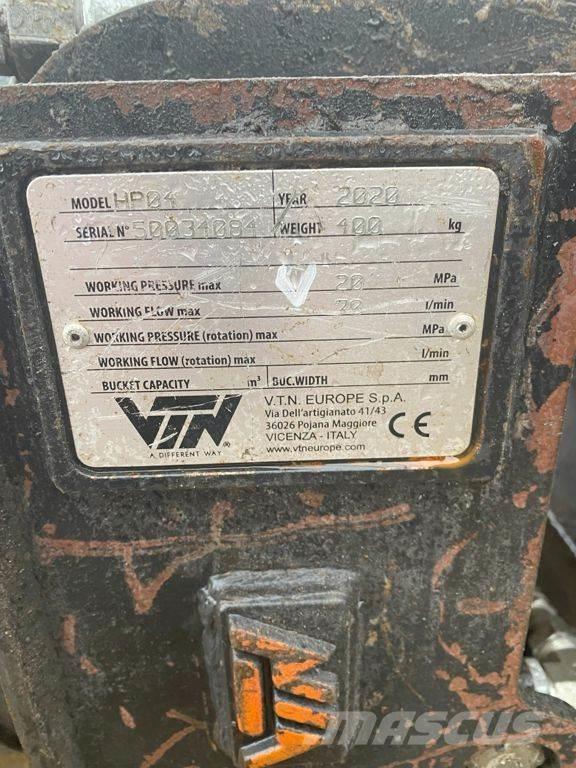 MODEL HP04 YEAR 2020
SERIAL N° 50034084 WEIGHT 400 kg
WORKING PRESSURE max 20 MPa
WORKING FLOW max 20 l/min
WORKING PRESSURE (rotation) max MPa
WORKING FLOW (rotation) max l/min
BUCKET CAPACITY m³ BUC.WIDTH mm
VTN ®
A DIFFERENT WAY
V.T.N. EUROPE S.p.A.
Via Dell'artigianato 41/43
36026 Pojana Maggiore
VICENZA - ITALY
www.vtneurope.com
CE
MASCUS